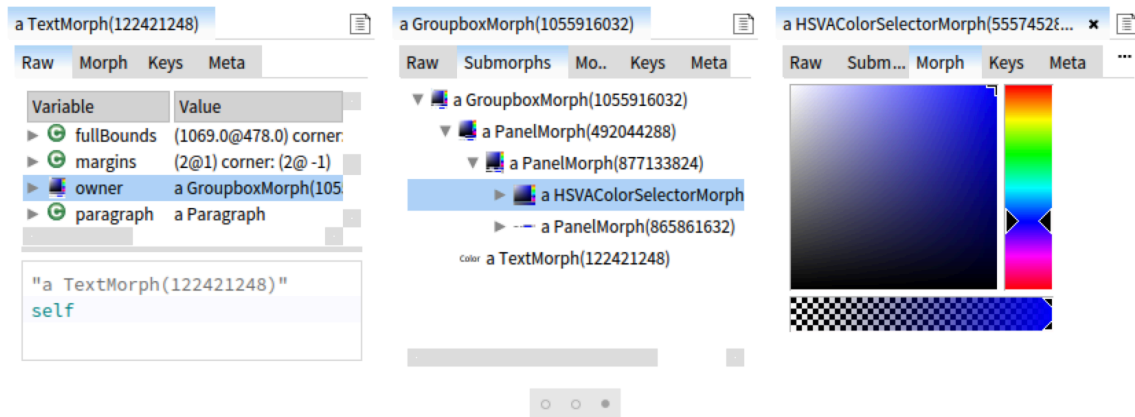 a TextMorph(122421248)
Raw Morph Keys Meta
Variable Value
fullBounds (1069.0@478.0) corner:
margins (2@1) corner: (2@ -1)
owner a GroupboxMorph(105
paragraph a Paragraph
"a TextMorph(122421248)"
self
a GroupboxMorph(1055916032)
Raw Submorphs Mo.. Keys Meta
a GroupboxMorph(1055916032)
a PanelMorph(492044288)
a PanelMorph(877133824)
a HSVAColorSelectorMorph
a PanelMorph(865861632)
Color a TextMorph(122421248)
a HSVAColorSelectorMorph(55574528...
Raw Subm... Morph Keys Meta ...